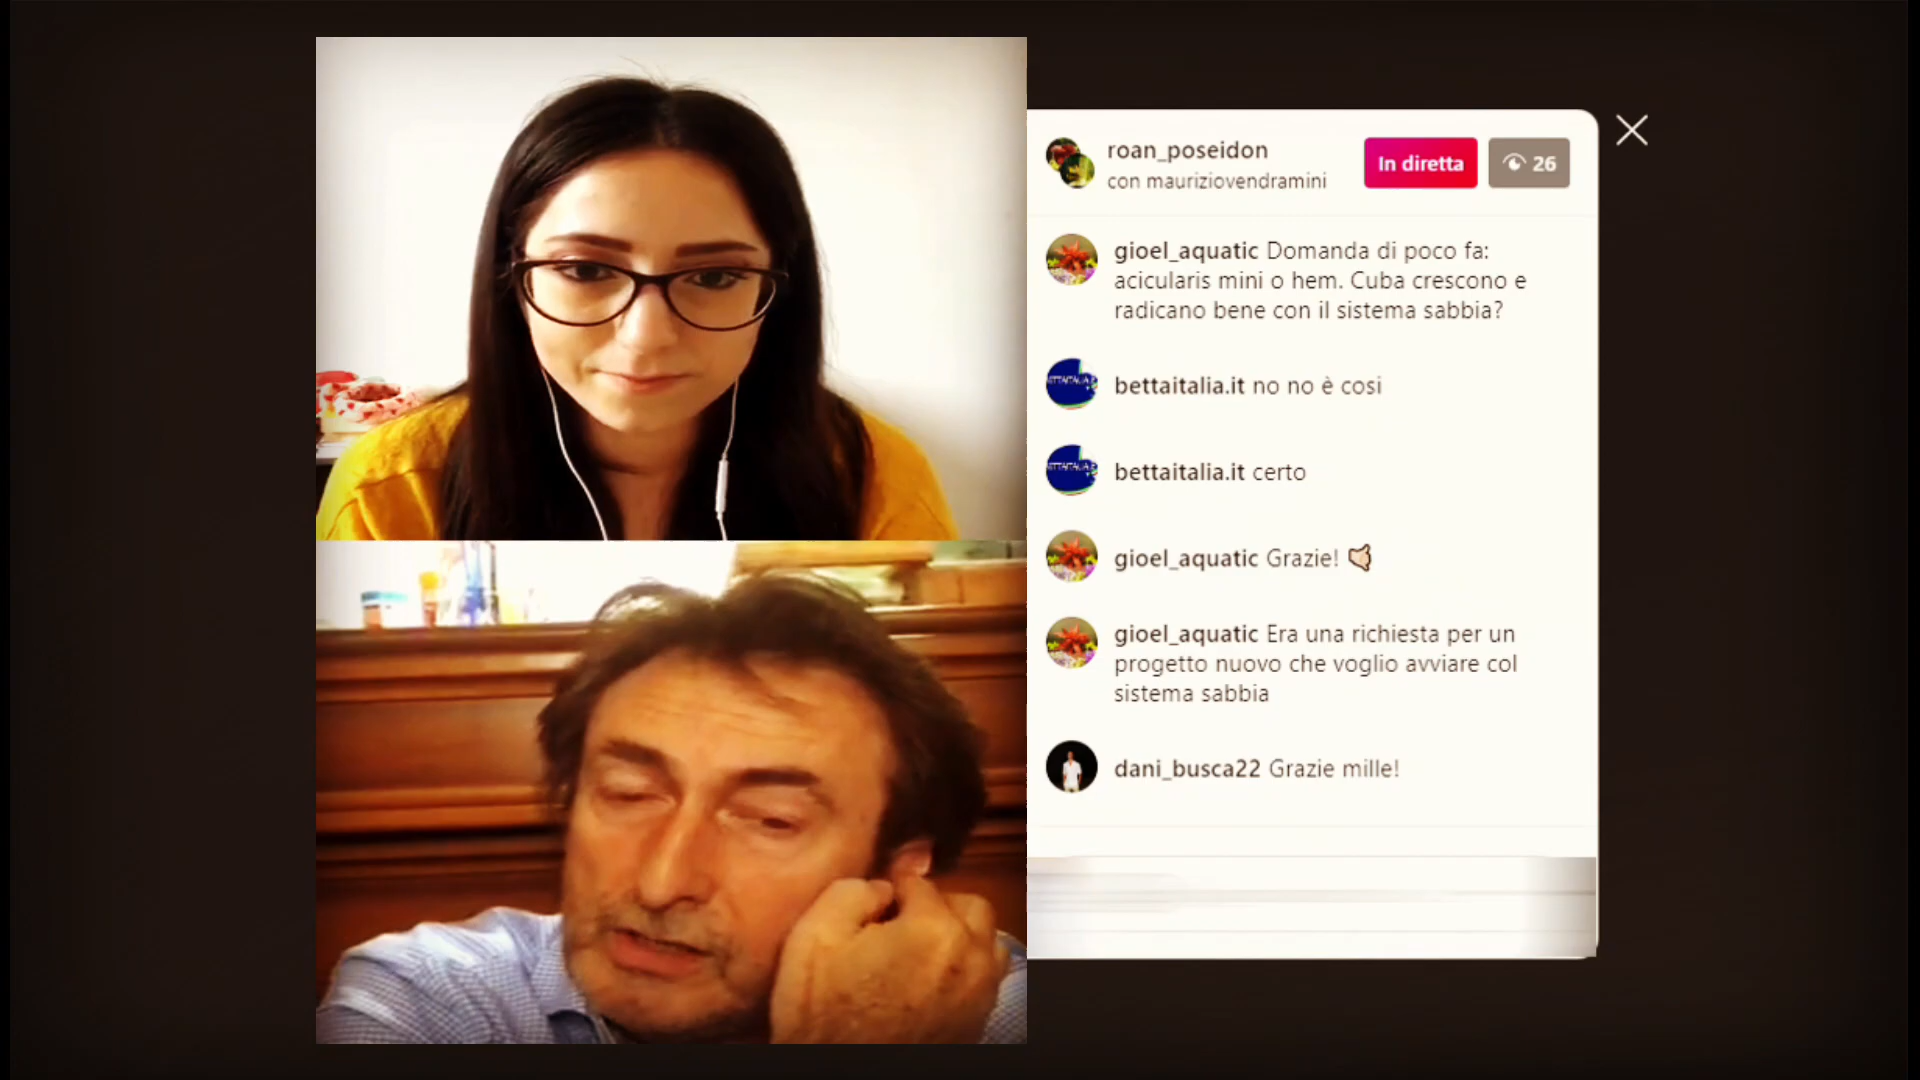 roan_poseidon
con mauriziovendramini
In diretta
26
gioel_aquatic Domanda di poco fa:
acicularis mini o hem. Cuba crescono e
radicano bene con il sistema sabbia?
bettaitalia.it no no è cosi
bettaitalia.it certo
gioel_aquatic Grazie!
gioel_aquatic Era una richiesta per un
progetto nuovo che voglio avviare col
sistema sabbia
dani_busca22 Grazie mille!